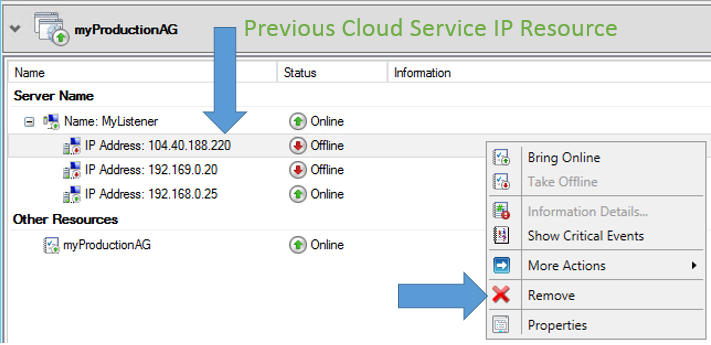 myProductionAG
Previous Cloud Service IP Resource
Name Status Information
Server Name
Name: MyListener Online
IP Address: 104.40.188.220 Offline
IP Address: 192.169.0.20 Offline
IP Address: 192.168.0.25 Online
Other Resources
myProductionAG Online
Bring Online
Take Offline
Information Details...
Show Critical Events
More Actions
Remove
Properties